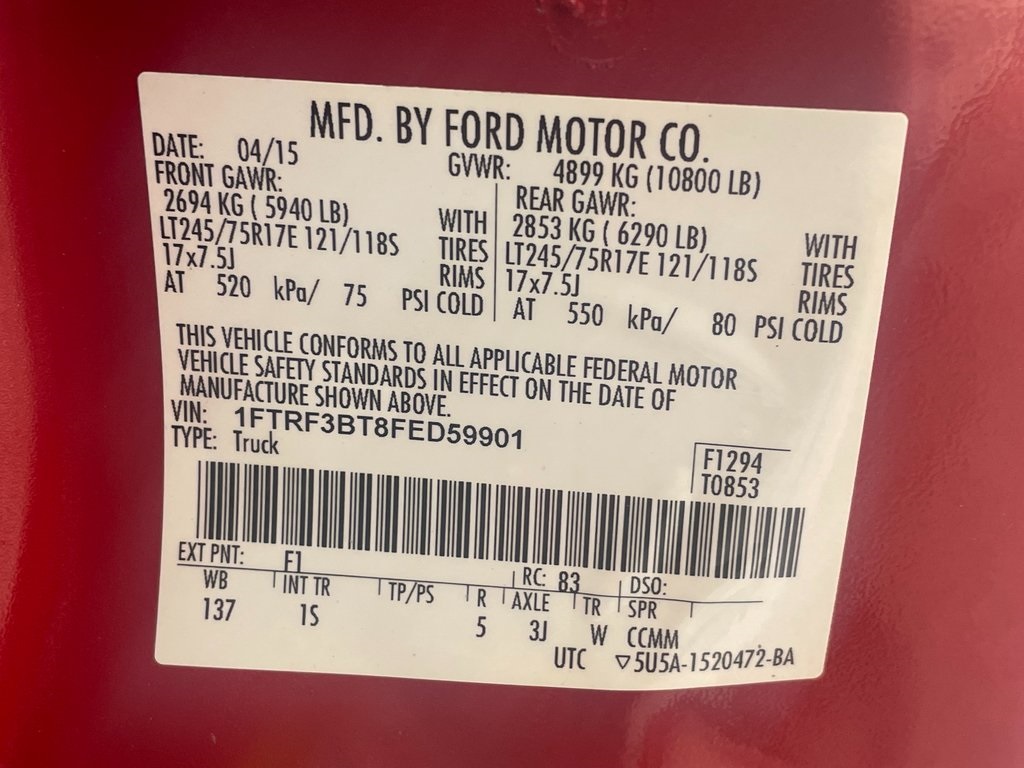 MFD. BY FORD MOTOR CO.
DATE: 04/15 GVWR: 4899 KG (10800 LB)
FRONT GAWR: REAR GAWR:
2694 KG ( 5940 LB) WITH 2853 KG ( 6290 LB) WITH
LT245/75R17E 121/118S TIRES LT245/75R17E 121/118S TIRES
17x7.5J RIMS 17x7.5J RIMS
AT 520 kPa/ 75 PSI COLD AT 550 kPa/ 80 PSI COLD
THIS VEHICLE CONFORMS TO ALL APPLICABLE FEDERAL MOTOR
VEHICLE SAFETY STANDARDS IN EFFECT ON THE DATE OF
MANUFACTURE SHOWN ABOVE.
VIN: 1FTRF3BT8FED59901
TYPE: Truck
F1294
T0853
EXT PNT: F1 RC: 83 DSO:
WB INT TR TP/PS R AXLE TR SPR
137 1S 5 3J W CCMM
UTC ▽5U5A-1520472-BA